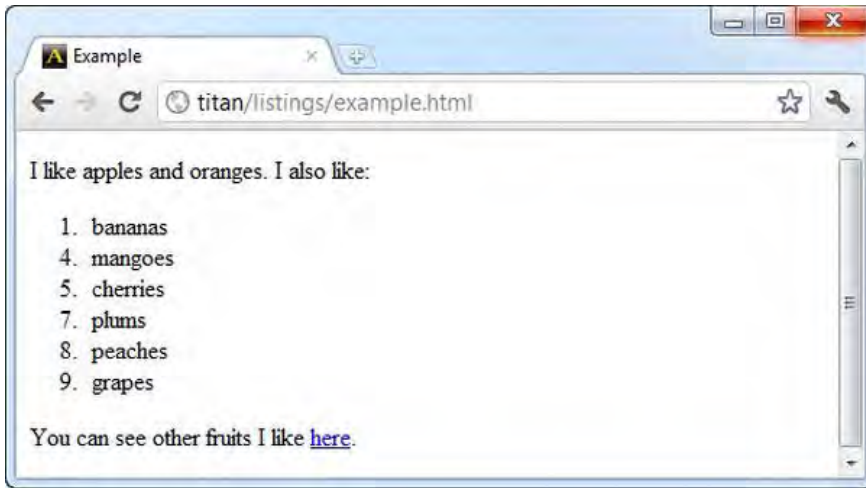 Example
titan/listings/example.html
I like apples and oranges. I also like:
1. bananas
4. mangoes
5. cherries
7. plums
8. peaches
9. grapes
You can see other fruits I like here.